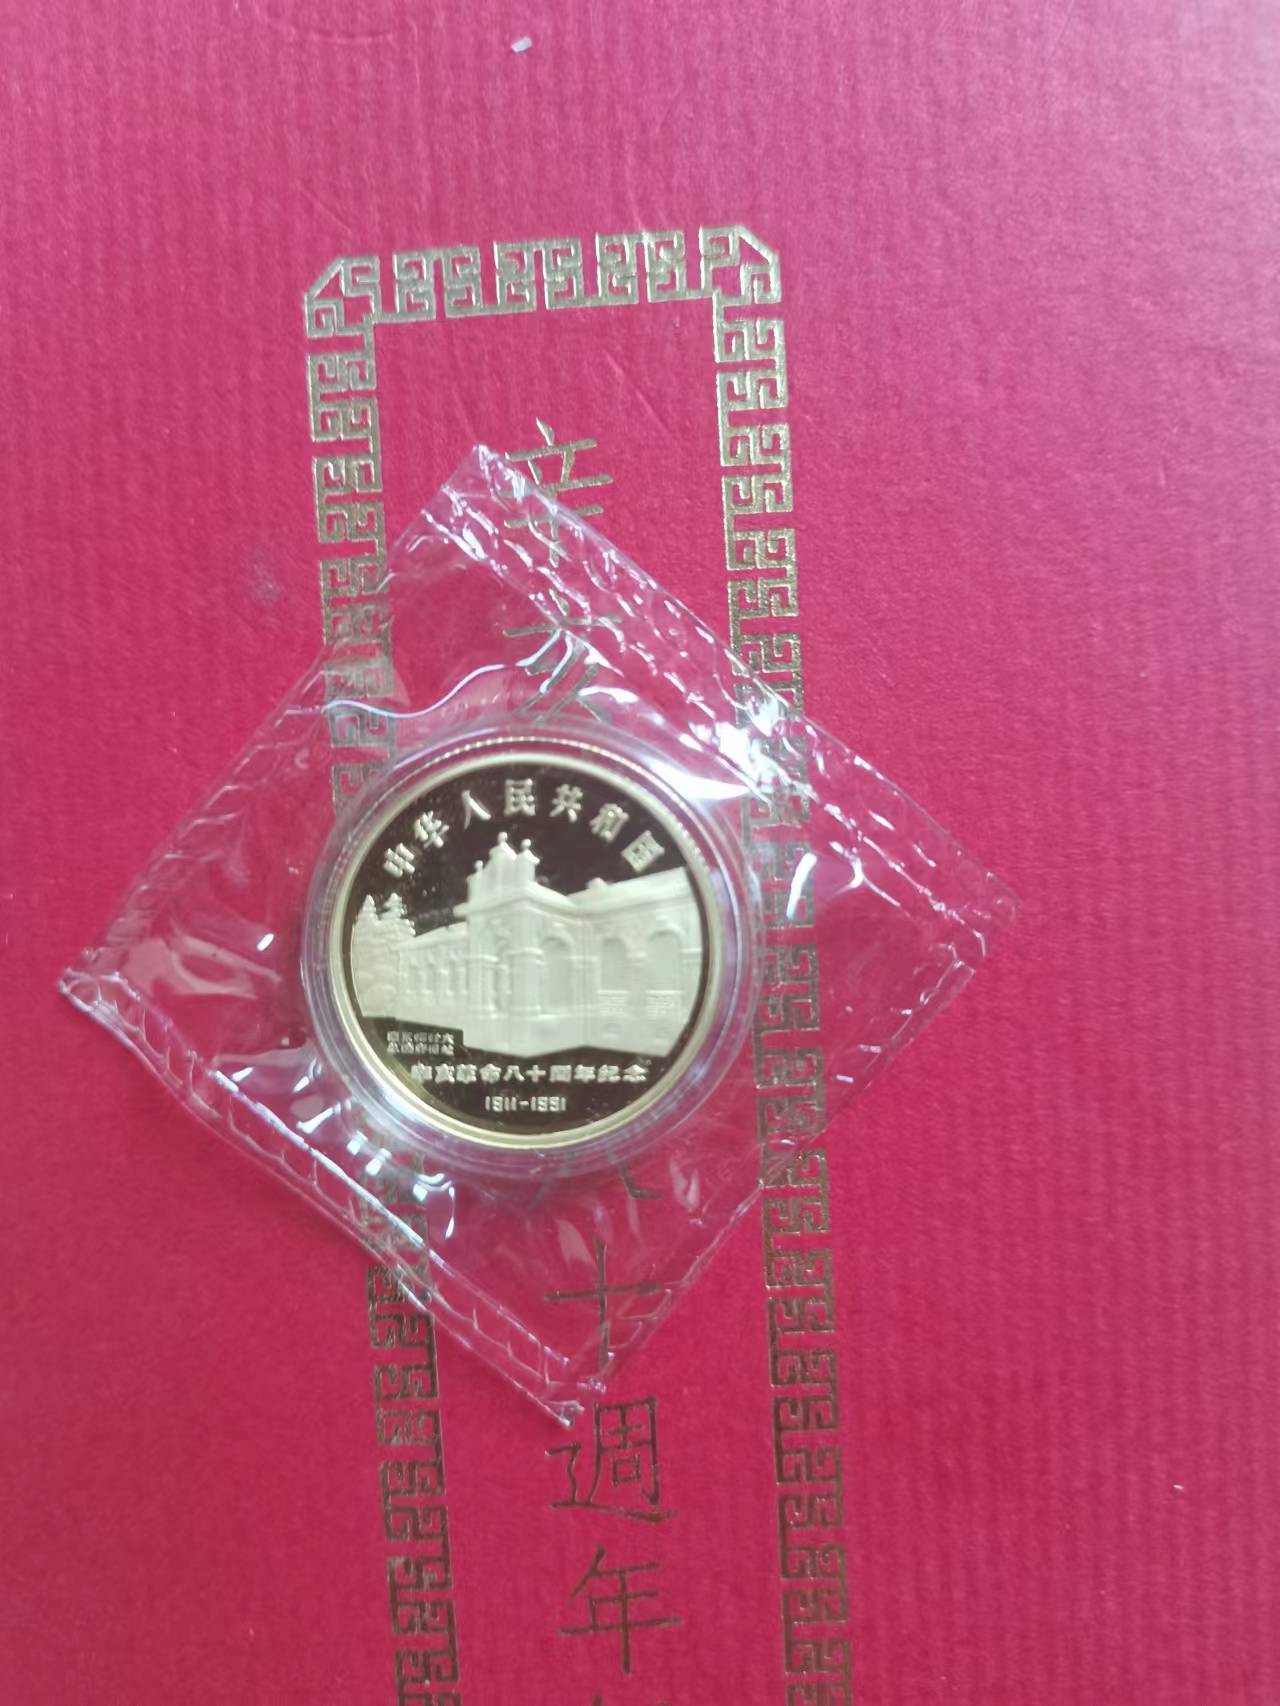 辛
亥
中华人民共和国
辛亥革命八十周年纪念
1911-1991
八
十
週
年